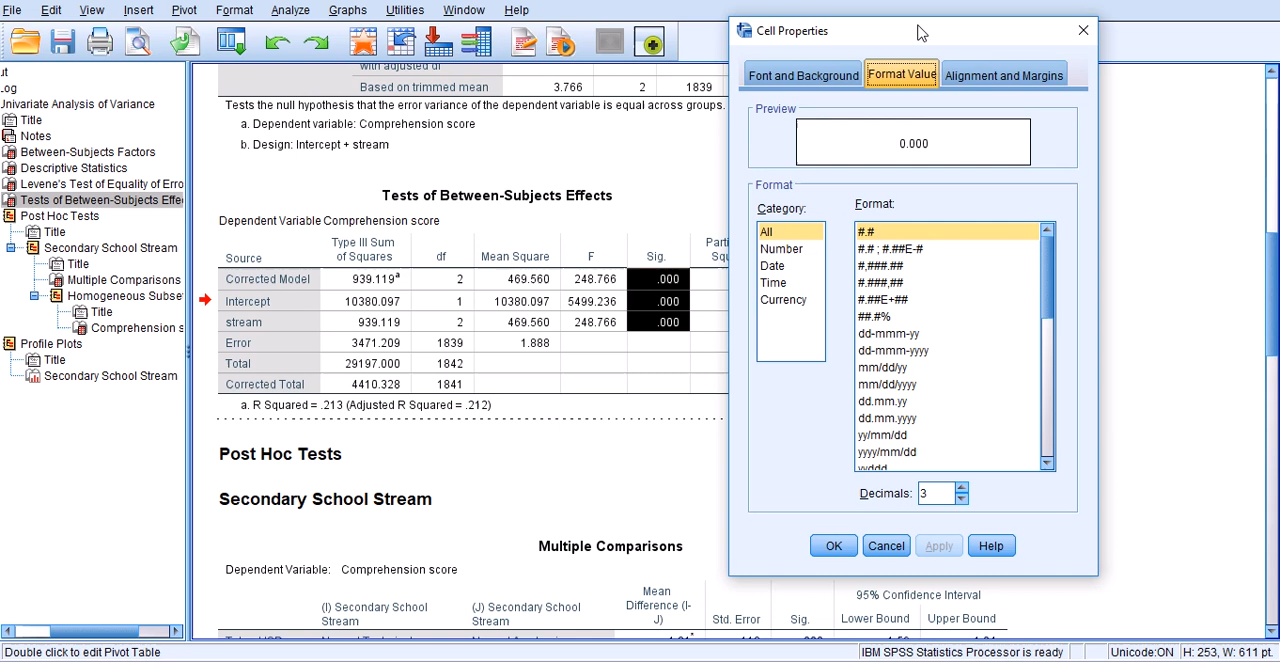 File Edit View Insert Pivot Format Analyze Graphs Utilities Window Help
ut
Log
Univariate Analysis of Variance
Title
Notes
Between-Subjects Factors
Descriptive Statistics
Levene's Test of Equality of Erro
Tests of Between-Subjects Effe
Post Hoc Tests
Title
Secondary School Stream
Title
Multiple Comparisons
Homogeneous Subse
Title
Comprehension s
Profile Plots
Title
Secondary School Stream
with adjusted df
Based on trimmed mean 3.766 2 1839
Tests the null hypothesis that the error variance of the dependent variable is equal across groups.
a. Dependent variable: Comprehension score
b. Design: Intercept + stream
Tests of Between-Subjects Effects
Dependent Variable Comprehension score
Source Type III Sum of Squares df Mean Square F Sig. Parti
Squ
Corrected Model 939.119a 2 469.560 248.766 .000
Intercept 10380.097 1 10380.097 5499.236 .000
stream 939.119 2 469.560 248.766 .000
Error 3471.209 1839 1.888
Total 29197.000 1842
Corrected Total 4410.328 1841
a. R Squared = .213 (Adjusted R Squared = .212)
Post Hoc Tests
Secondary School Stream
Multiple Comparisons
Dependent Variable: Comprehension score
(I) Secondary School Stream (J) Secondary School Stream Mean Difference (I-J) Std. Error Sig. 95% Confidence Interval
Lower Bound Upper Bound
Cell Properties
Font and Background Format Value Alignment and Margins
Preview
0.000
Format
Category:
All
Number
Date
Time
Currency
Format:
#.#
#.# ; #.##E-#
#,###.##
#.###,##
#.##E+##
##.#%
dd-mmm-yy
dd-mmm-yyyy
mm/dd/yy
mm/dd/yyyy
dd.mm.yy
dd.mm.yyyy
yy/mm/dd
yyyy/mm/dd
yyddd
Decimals: 3
OK Cancel Apply Help
Double click to edit Pivot Table
IBM SPSS Statistics Processor is ready Unicode:ON H: 253, W: 611 pt.